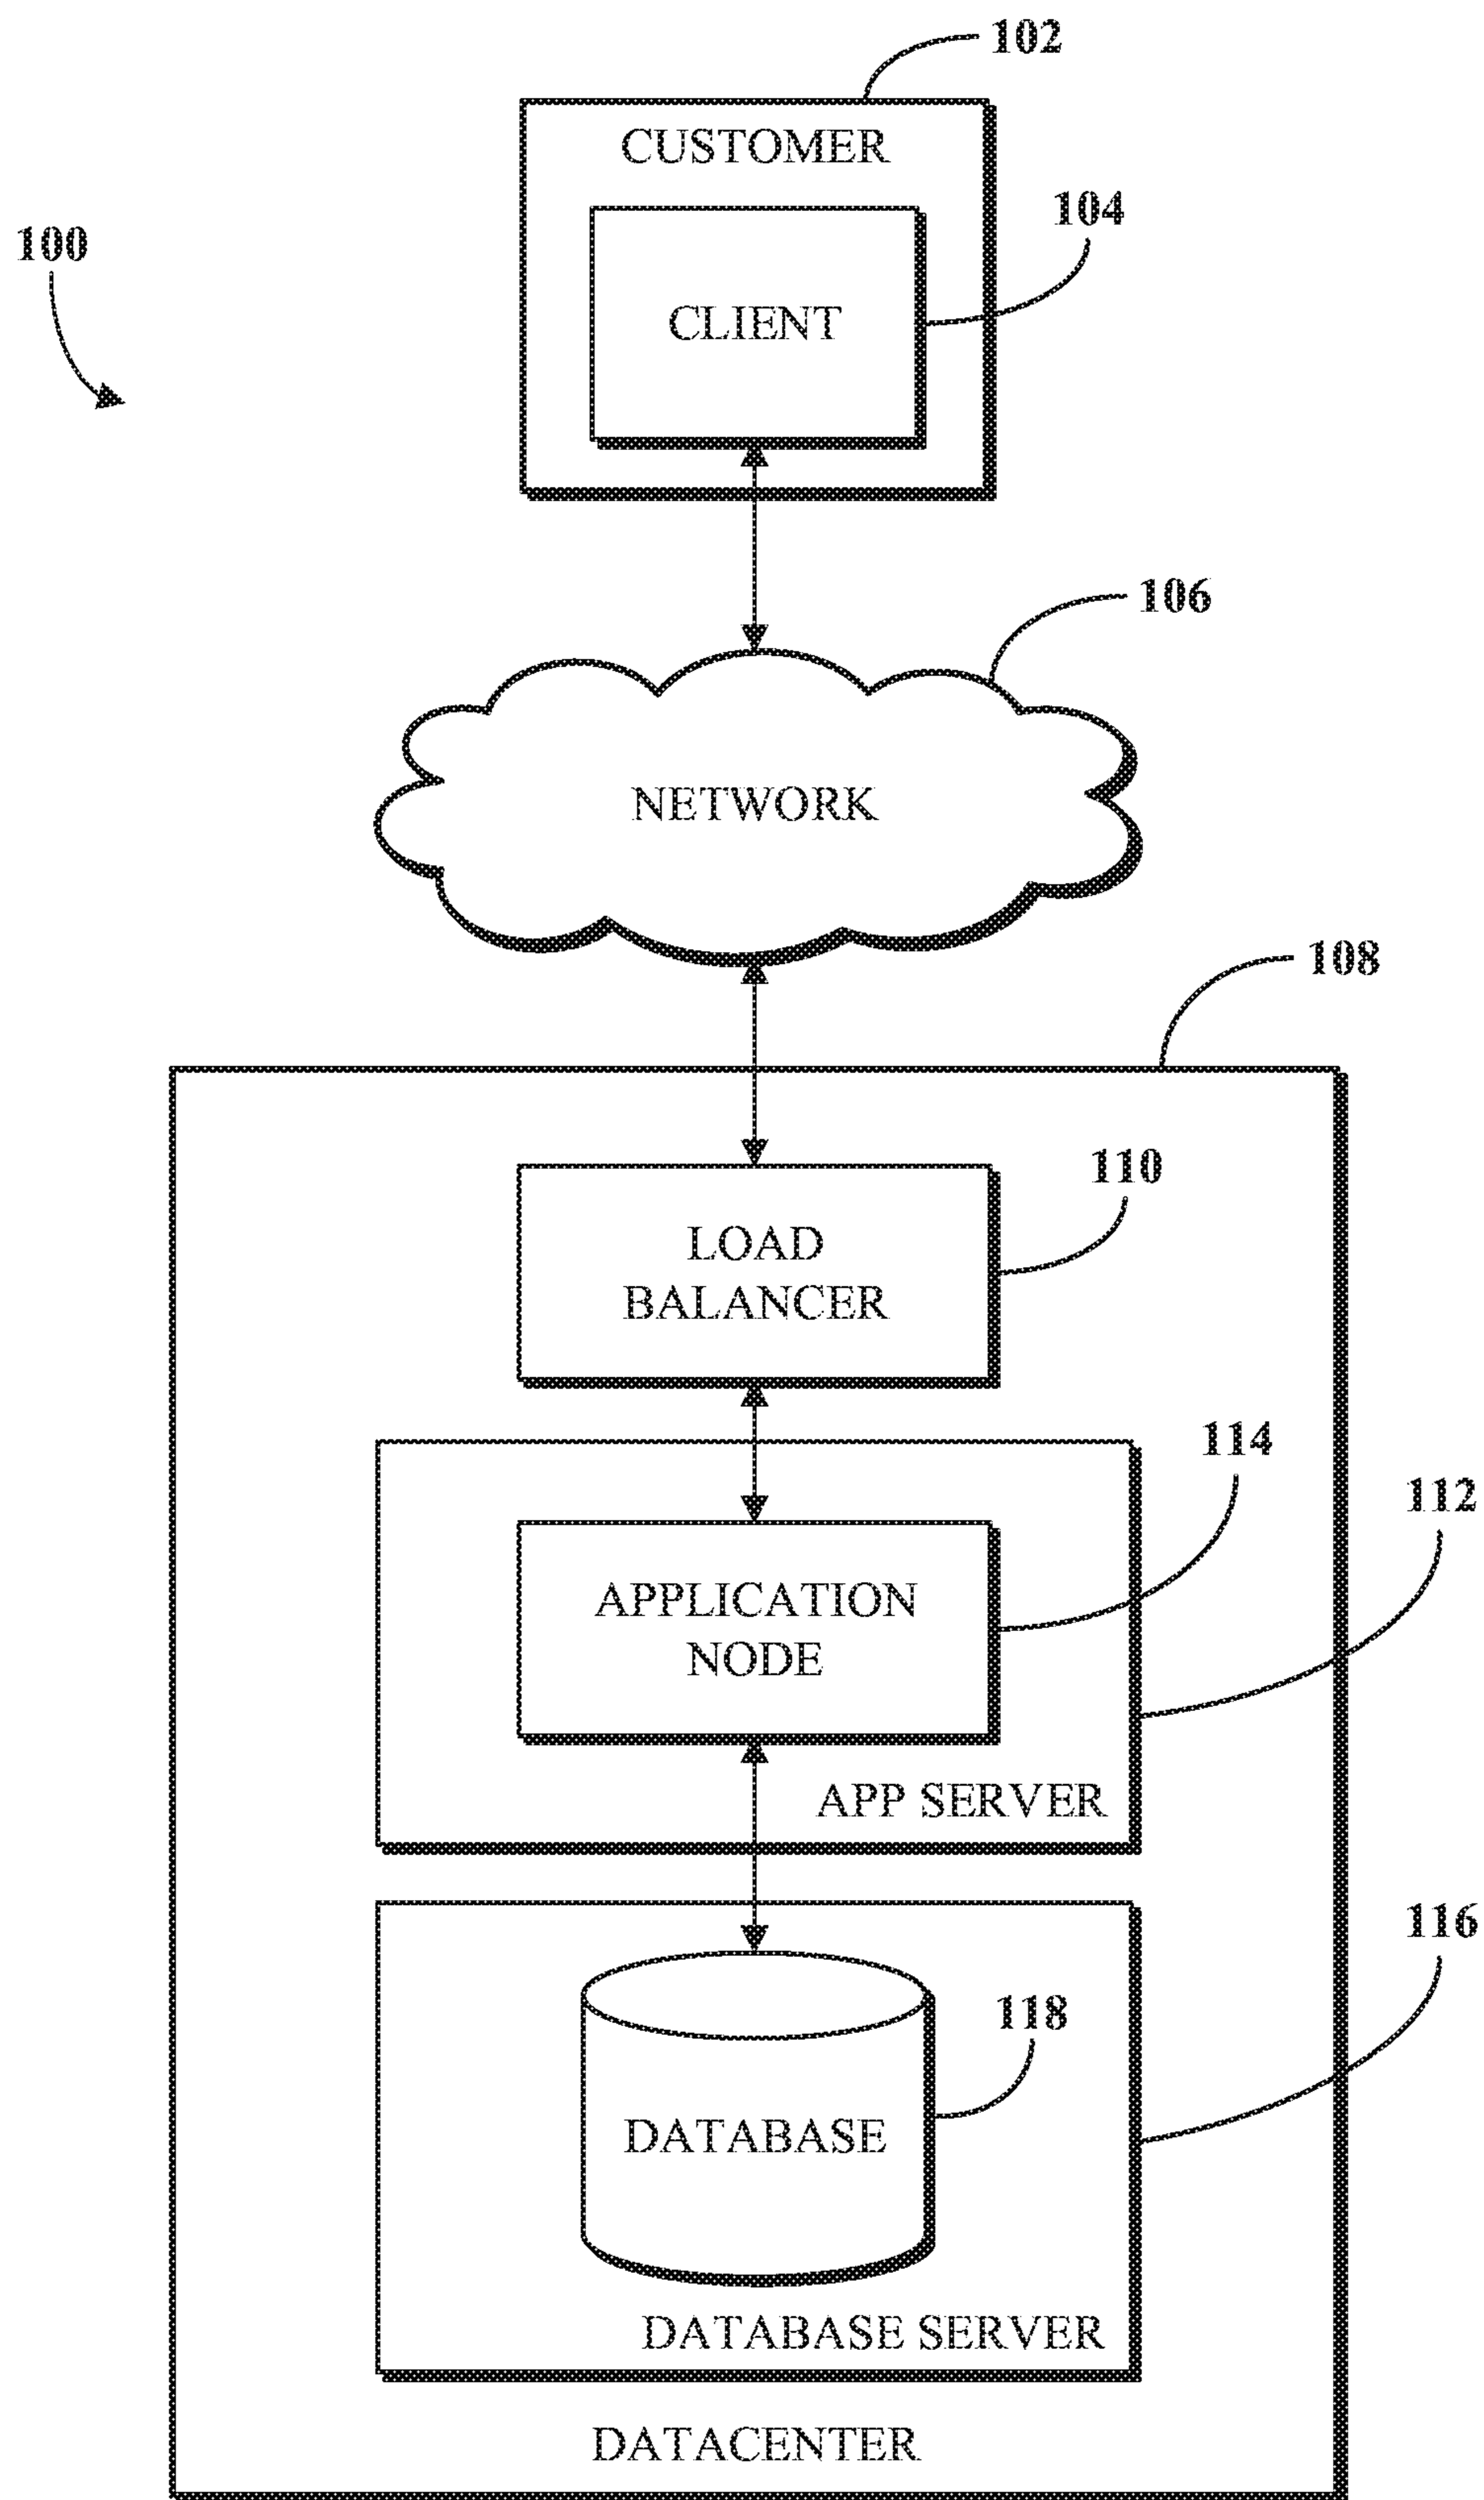 102
CUSTOMER
104
100
CLIENT
106
NETWORK
108
110
LOAD
BALANCER
114
112
APPLICATION
NODE
APP SERVER
116
118
DATABASE
DATABASE SERVER
DATACENTER